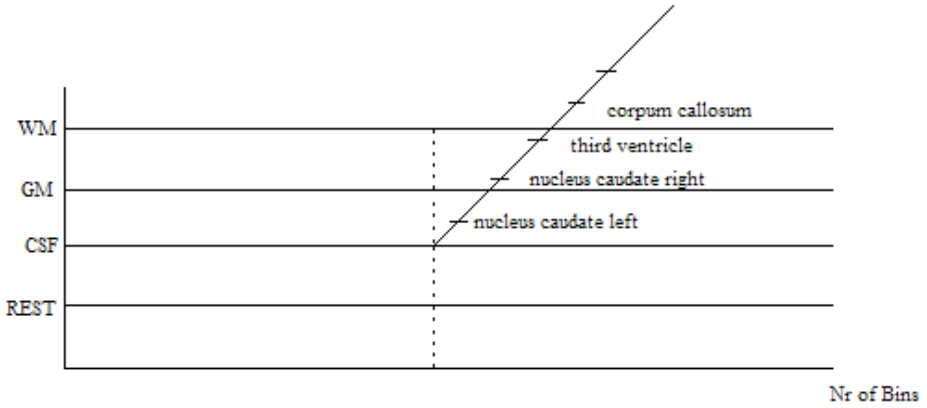 corpum callosum
WM
third ventricle
nucleus caudate right
GM
nucleus caudate left
CSF
REST
Nr of Bins